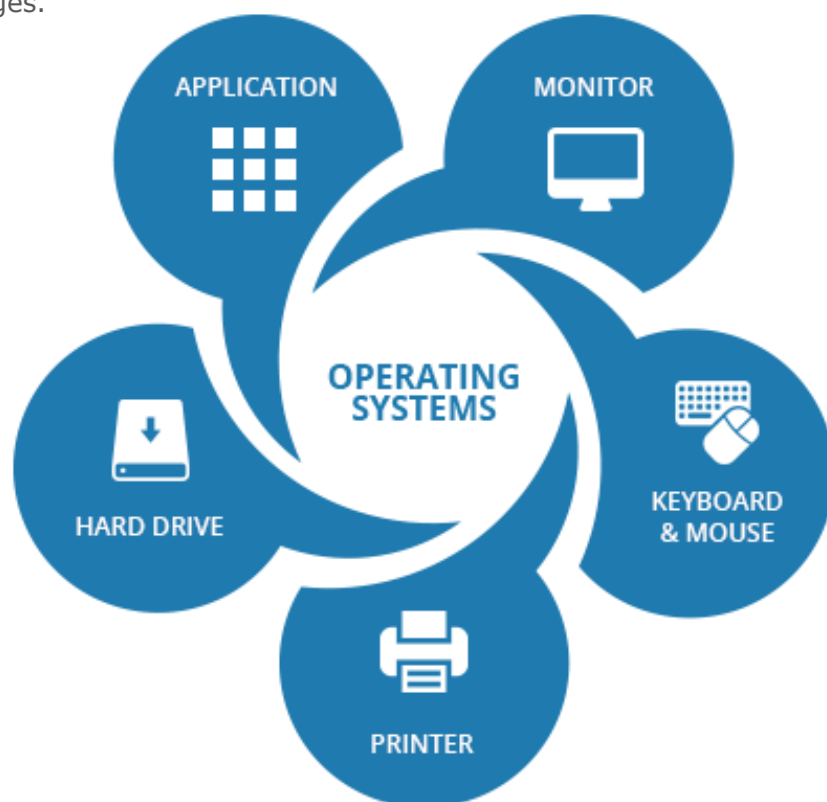 ges.
APPLICATION
MONITOR
OPERATING
SYSTEMS
KEYBOARD
& MOUSE
HARD DRIVE
PRINTER